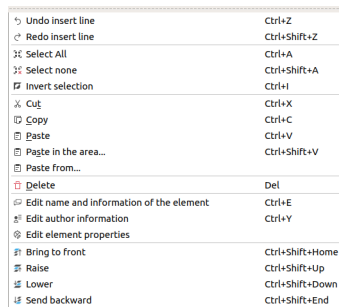 Undo insert line Ctrl+Z
Redo insert line Ctrl+Shift+Z
Select All Ctrl+A
Select none Ctrl+Shift+A
Invert selection Ctrl+I
Cut Ctrl+X
Copy Ctrl+C
Paste Ctrl+V
Paste in the area... Ctrl+Shift+V
Paste from...
Delete Del
Edit name and information of the element Ctrl+E
Edit author information Ctrl+Y
Edit element properties
Bring to front Ctrl+Shift+Home
Raise Ctrl+Shift+Up
Lower Ctrl+Shift+Down
Send backward Ctrl+Shift+End